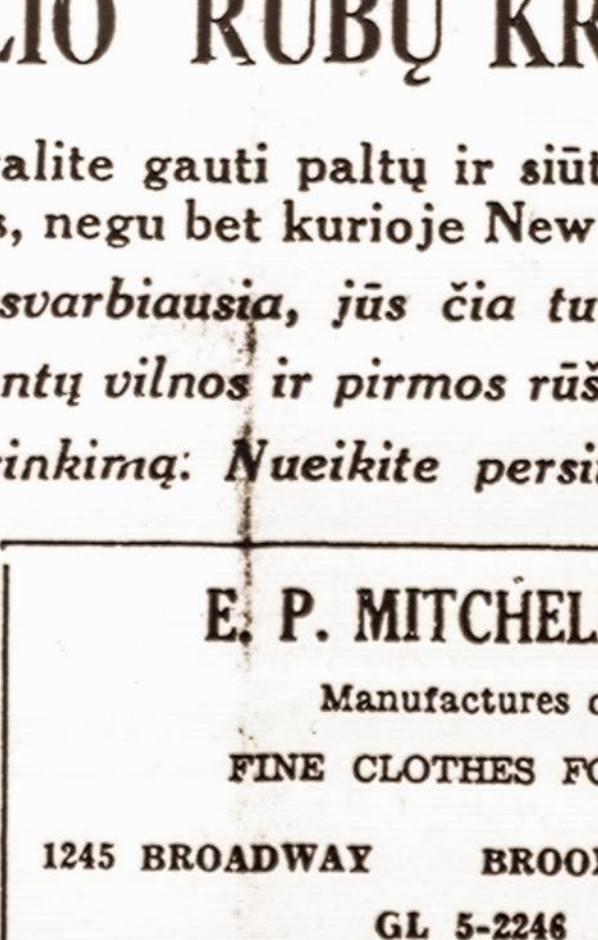 LIO RŪBŲ KR
alite gauti paltų ir siūt
s, negu bet kurioje New
svarbiausia, jūs čia tu
ntų vilnos ir pirmos rūš
inkimą: Nueikite persi
E. P. MITCHEL
Manufactures o
FINE CLOTHES FO
1245 BROADWAY BROO
GL 5-2246